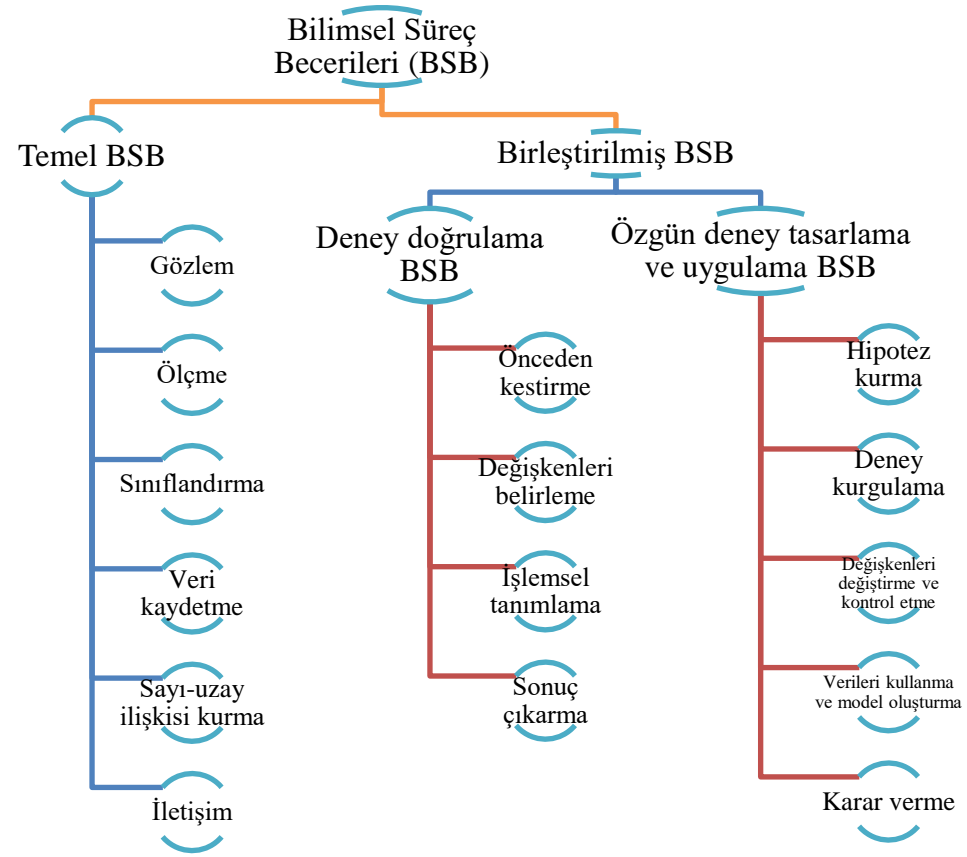 Bilimsel Süreç
Becerileri (BSB)
Temel BSB
Gözlem
Ölçme
Sınıflandırma
Veri
kaydetme
Sayı-uzay
ilişkisi kurma
İletişim
Birleştirilmiş BSB
Deney doğrulama
BSB
Önceden
kestirme
Değişkenleri
belirleme
İşlemsel
tanımlama
Sonuç
çıkarma
Özgün deney tasarlama
ve uygulama BSB
Hipotez
kurma
Deney
kurgulama
Değişkenleri
değiştirme ve
kontrol etme
Verileri kullanma
ve model oluşturma
Karar verme